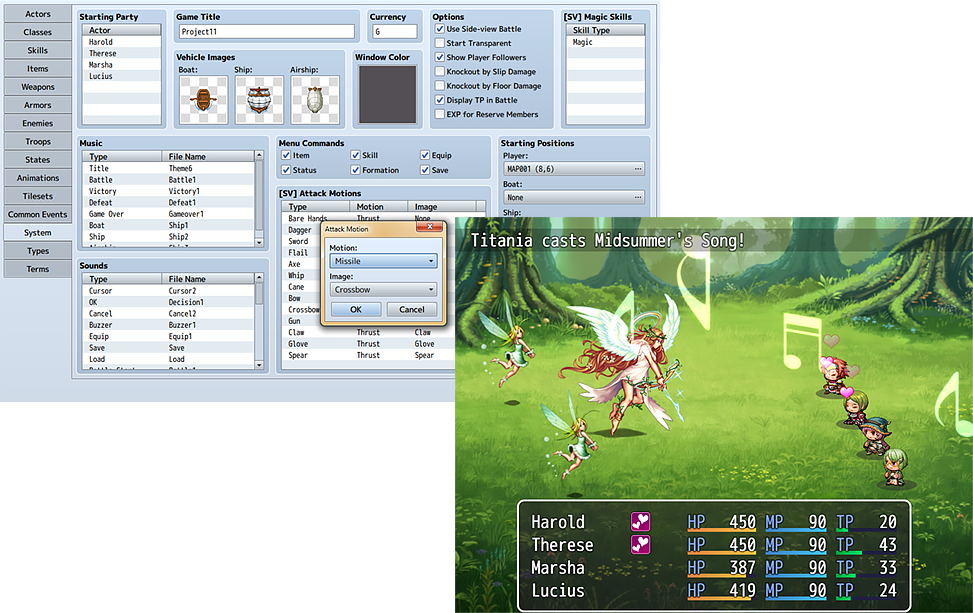 Actors
Classes
Skills
Items
Weapons
Armors
Enemies
Troops
States
Animations
Tilesets
Common Events
System
Types
Terms
Starting Party
Actor
Harold
Therese
Marsha
Lucius
Game Title
Project11
Currency
G
Vehicle Images
Boat: Ship: Airship:
Window Color
Options
Use Side-view Battle
Start Transparent
Show Player Followers
Knockout by Slip Damage
Knockout by Floor Damage
Display TP in Battle
EXP for Reserve Members
[SV] Magic Skills
Skill Type
Magic
Music
Type File Name
Title Theme6
Battle Battle1
Victory Victory1
Defeat Defeat1
Game Over Gameover1
Boat Ship1
Ship Ship2
Sounds
Type File Name
Cursor Cursor2
OK Decision1
Cancel Cancel2
Buzzer Buzzer1
Equip Equip1
Save Save
Load Load
Menu Commands
Item Skill Equip
Status Formation Save
[SV] Attack Motions
Type Motion Image
Bare Hands Thrust None
Dagger
Sword
Flail
Axe
Whip
Cane
Bow
Crossbow
Gun
Claw Thrust Claw
Glove Thrust Glove
Spear Thrust Spear
Attack Motion
Motion:
Missile
Image:
Crossbow
OK Cancel
Starting Positions
Player:
MAP001 (8,6) ...
Boat:
None ...
Ship:
Titania casts Midsummer's Song!
Harold HP 450 MP 90 TP 20
Therese HP 450 MP 90 TP 43
Marsha HP 387 MP 90 TP 33
Lucius HP 419 MP 90 TP 24